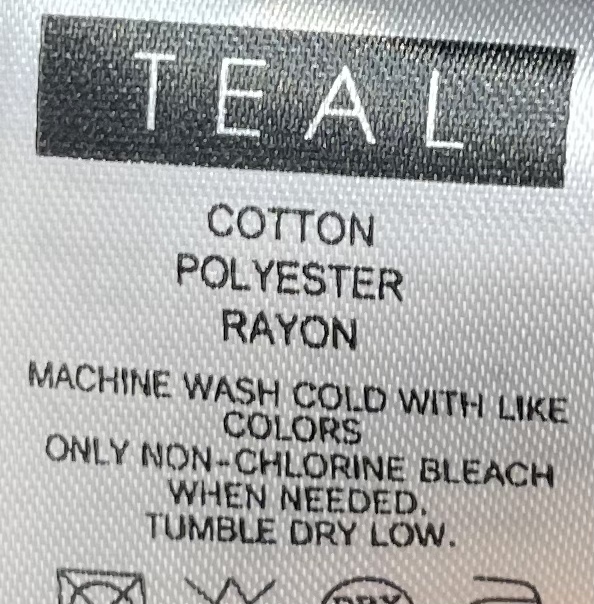 TEAL
COTTON
POLYESTER
RAYON
MACHINE WASH COLD WITH LIKE
COLORS
ONLY NON-CHLORINE BLEACH
WHEN NEEDED.
TUMBLE DRY LOW.
DRY